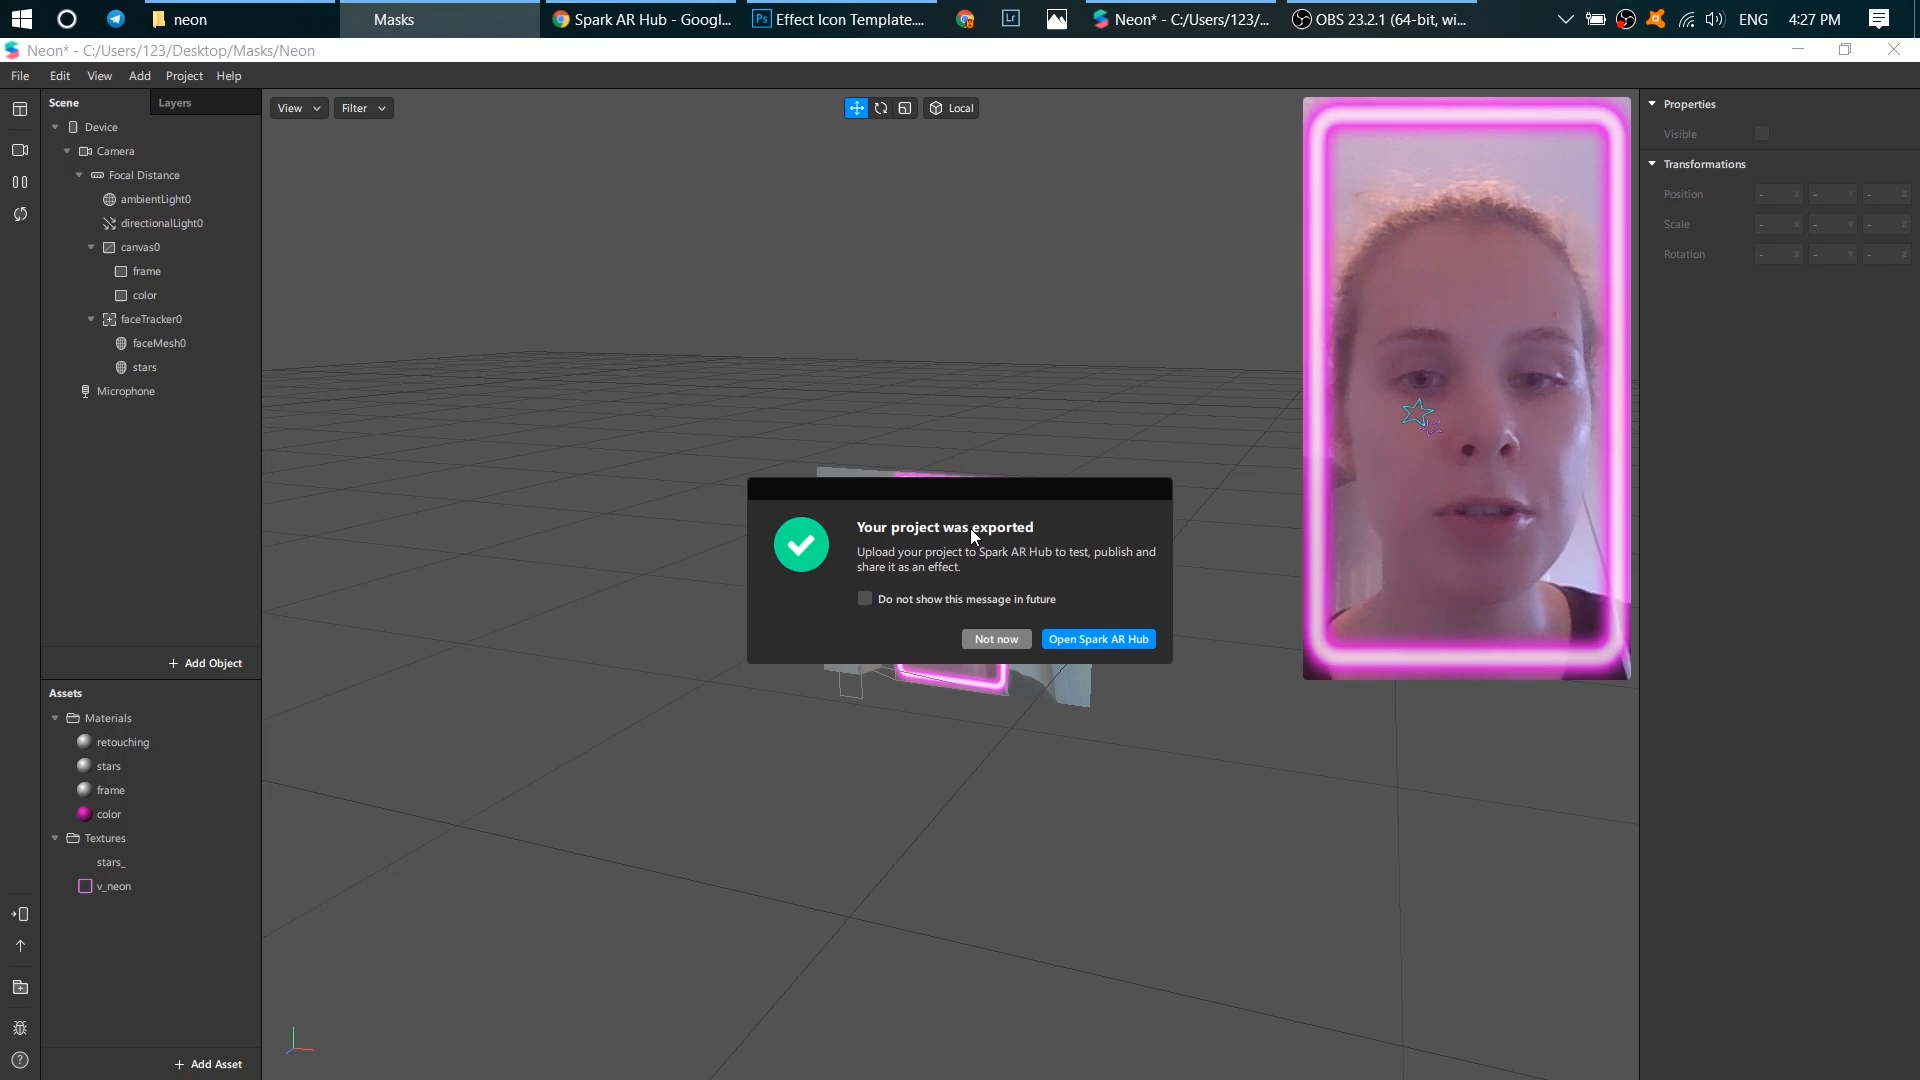 neon
Masks
Spark AR Hub - Googl...
Ps Effect Icon Template....
Lr
Neon* - C:/Users/123/...
OBS 23.2.1 (64-bit, wi...
ENG
4:27 PM
Neon* - C:/Users/123/Desktop/Masks/Neon
File Edit View Add Project Help
Scene
Layers
Device
Camera
Focal Distance
ambientLight0
directionalLight0
canvas0
frame
color
faceTracker0
faceMesh0
stars
Microphone
+ Add Object
Assets
Materials
retouching
stars
frame
color
Textures
stars_
v_neon
+ Add Asset
View
Filter
Local
Your project was exported
Upload your project to Spark AR Hub to test, publish and
share it as an effect.
Do not show this message in future
Not now
Open Spark AR Hub
Properties
Visible
Transformations
Position - X - Y - Z
Scale - X - Y - Z
Rotation - X - Y - Z